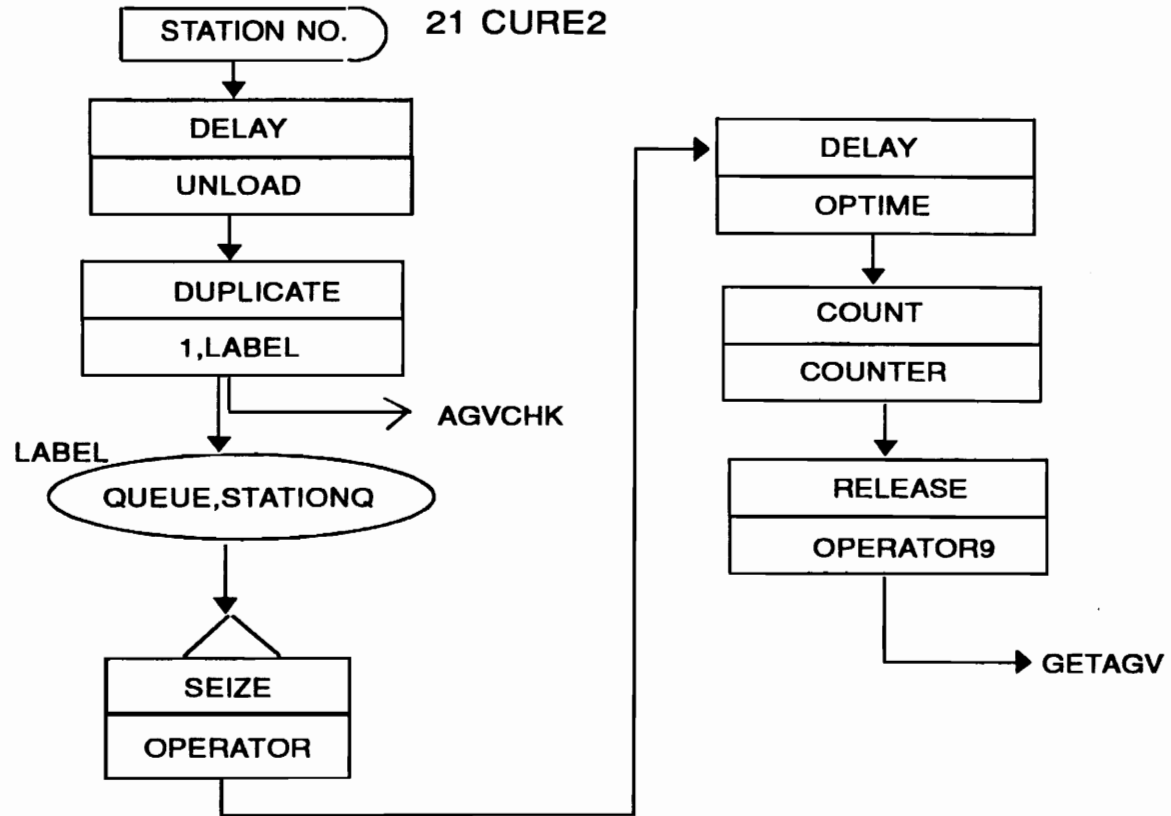 STATION NO.
21 CURE2
DELAY
UNLOAD
DUPLICATE
1,LABEL
AGVCHK
LABEL
QUEUE,STATIONQ
SEIZE
OPERATOR
DELAY
OPTIME
COUNT
COUNTER
RELEASE
OPERATOR9
GETAGV